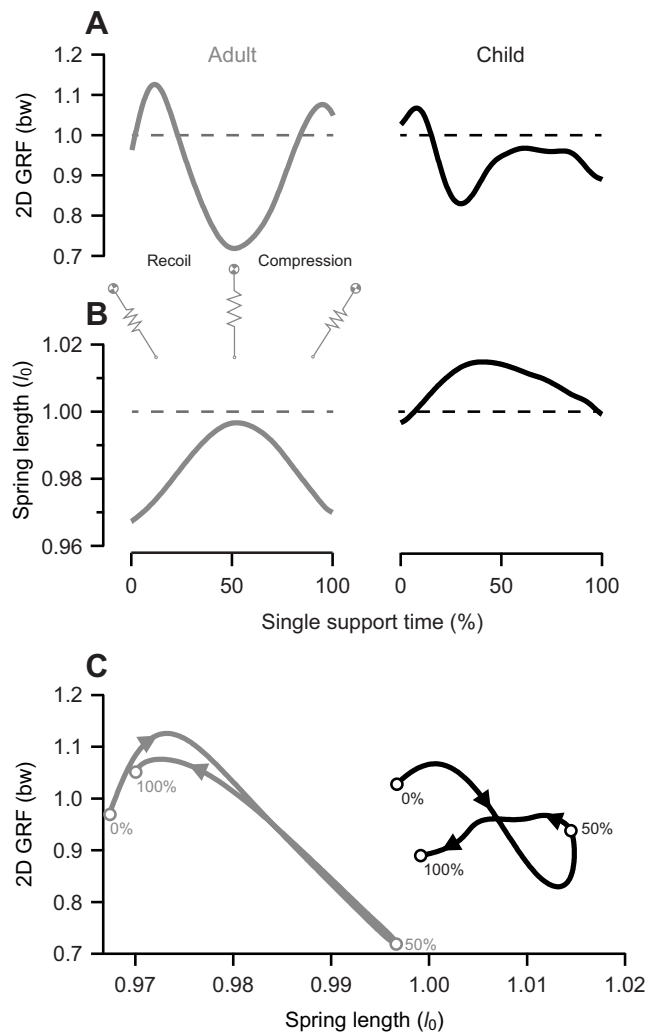 A
Adult
Child
2D GRF (bw)
1.2
1.1
1.0
0.9
0.8
0.7
Recoil
Compression
B
Spring length (l0)
1.02
1.00
0.98
0.96
0
50
100
0
50
100
Single support time (%)
C
2D GRF (bw)
1.2
1.1
1.0
0.9
0.8
0.7
0%
100%
50%
0%
50%
100%
0.97
0.98
0.99
1.00
1.01
1.02
Spring length (l0)